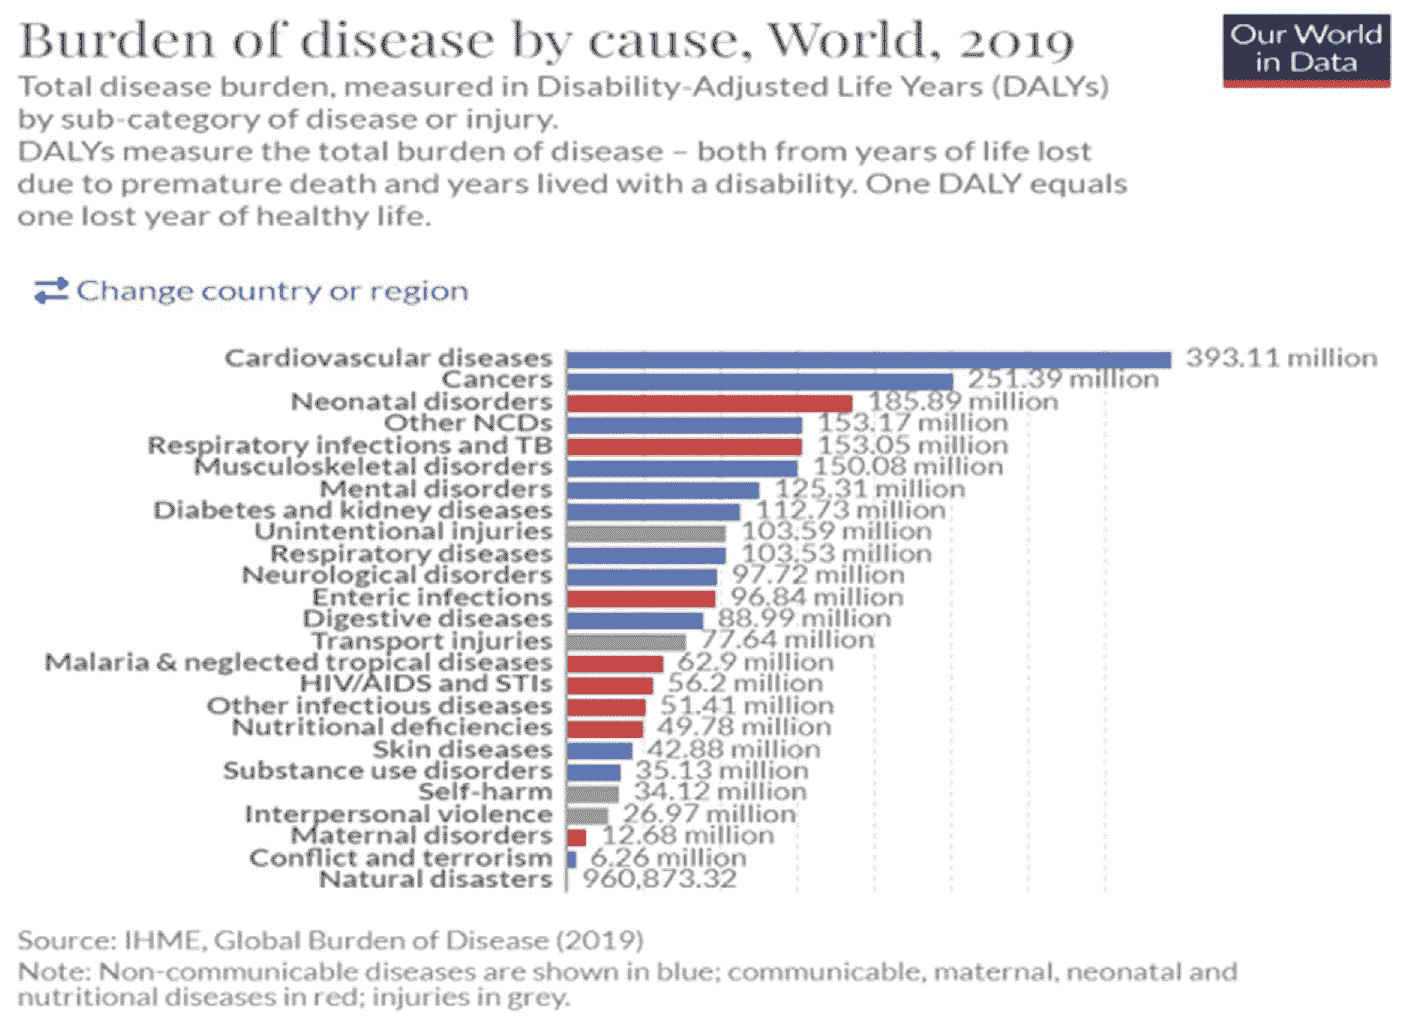 Burden of disease by cause, World, 2019
Our World
in Data
Total disease burden, measured in Disability-Adjusted Life Years (DALYs)
by sub-category of disease or injury.
DALYs measure the total burden of disease – both from years of life lost
due to premature death and years lived with a disability. One DALY equals
one lost year of healthy life.
Change country or region
Cardiovascular diseases 393.11 million
Cancers 251.39 million
Neonatal disorders 185.89 million
Other NCDs 153.17 million
Respiratory infections and TB 153.05 million
Musculoskeletal disorders 150.08 million
Mental disorders 125.31 million
Diabetes and kidney diseases 112.73 million
Unintentional injuries 103.59 million
Respiratory diseases 103.53 million
Neurological disorders 97.72 million
Enteric infections 96.84 million
Digestive diseases 88.99 million
Transport injuries 77.64 million
Malaria & neglected tropical diseases 62.9 million
HIV/AIDS and STIs 56.2 million
Other infectious diseases 51.41 million
Nutritional deficiencies 49.78 million
Skin diseases 42.88 million
Substance use disorders 35.13 million
Self-harm 34.12 million
Interpersonal violence 26.97 million
Maternal disorders 12.68 million
Conflict and terrorism 6.26 million
Natural disasters 960,873.32
Source: IHME, Global Burden of Disease (2019)
Note: Non-communicable diseases are shown in blue; communicable, maternal, neonatal and
nutritional diseases in red; injuries in grey.